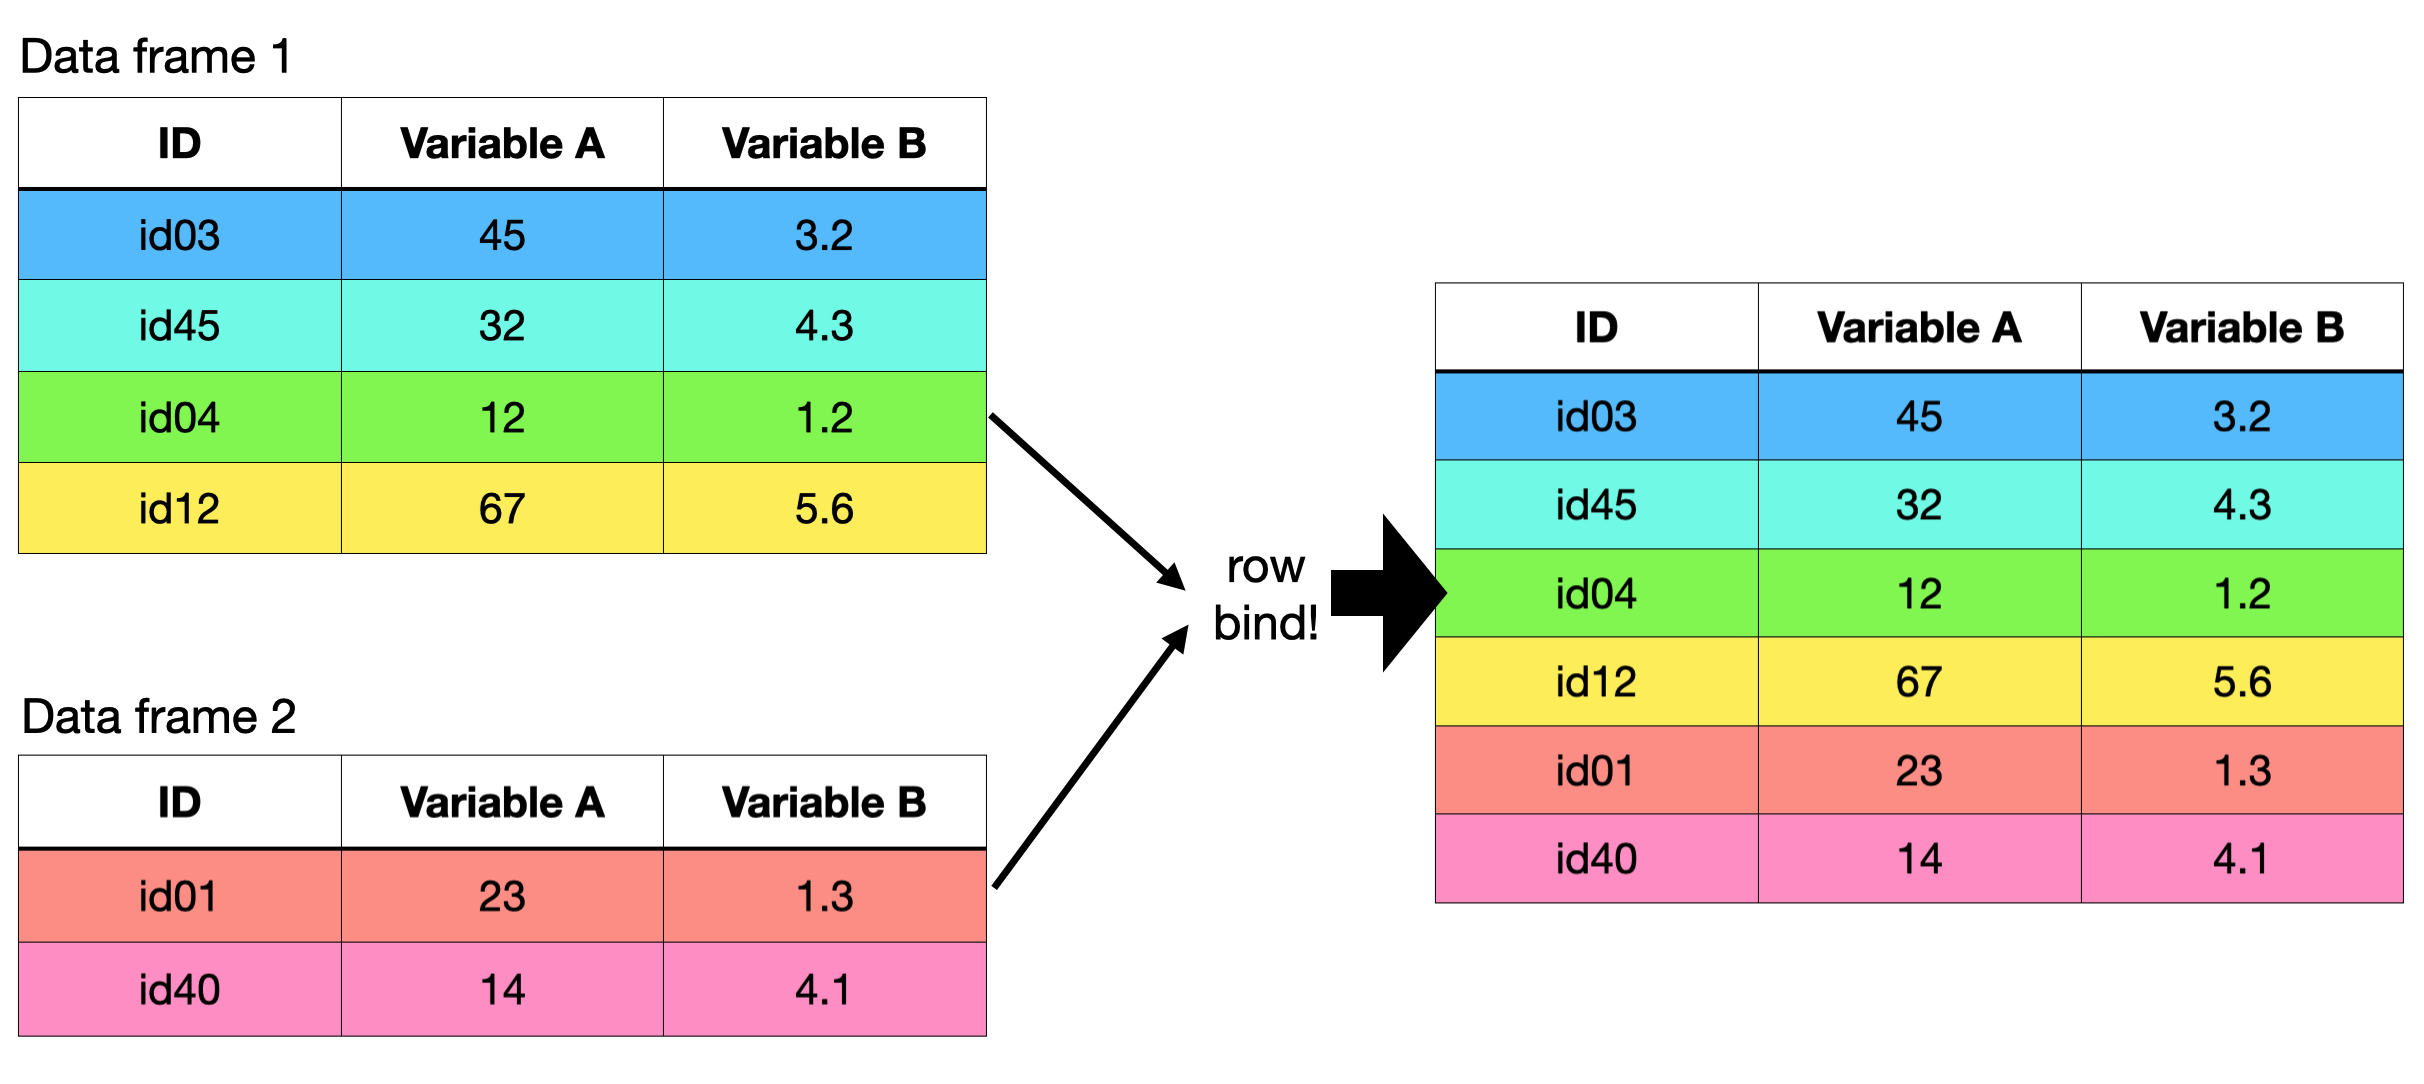 Data frame 1
ID Variable A Variable B
id03 45 3.2
id45 32 4.3
id04 12 1.2
id12 67 5.6
Data frame 2
ID Variable A Variable B
id01 23 1.3
id40 14 4.1
row
bind!
ID Variable A Variable B
id03 45 3.2
id45 32 4.3
id04 12 1.2
id12 67 5.6
id01 23 1.3
id40 14 4.1